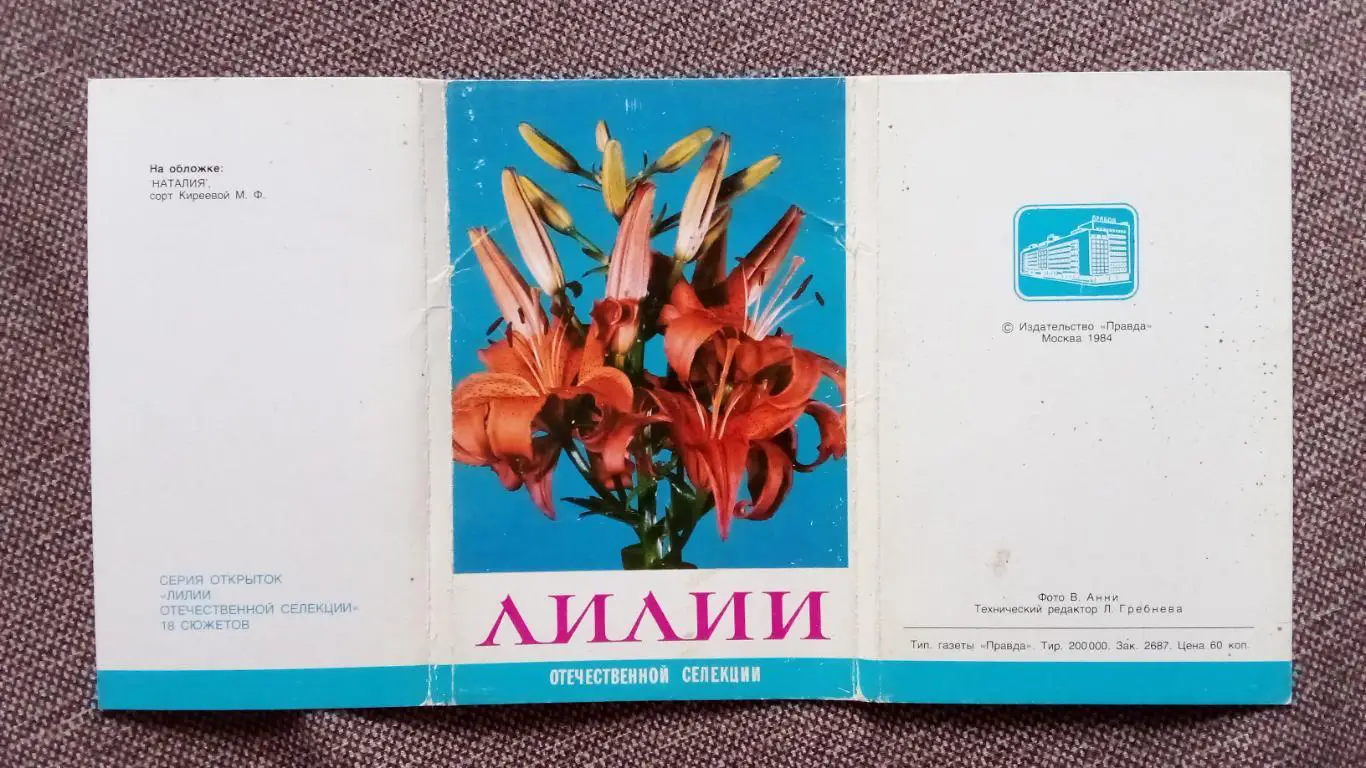 На обложке:
'НАТАЛИЯ',
сорт Киреевой М. Ф.
СЕРИЯ ОТКРЫТОК
«ЛИЛИИ
ОТЕЧЕСТВЕННОЙ СЕЛЕКЦИИ»
18 СЮЖЕТОВ
ЛИЛИИ
ОТЕЧЕСТВЕННОЙ СЕЛЕКЦИИ
ПРАВДА
© Издательство «Правда»
Москва 1984
Фото В. Анни
Технический редактор Л. Гребнева
Тип. газеты «Правда». Тир. 200 000. Зак. 2687. Цена 60 коп.